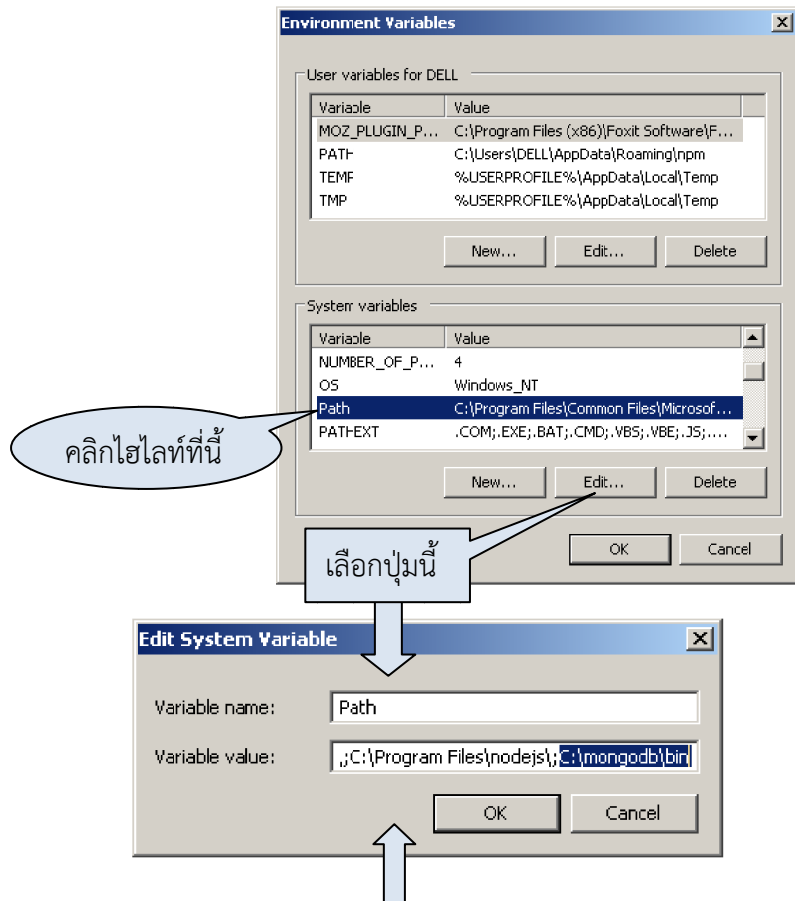 Environment Variables
User variables for DELL
Variable Value
MOZ_PLUGIN_P... C:\Program Files (x86)\Foxit Software\F...
PATH C:\Users\DELL\AppData\Roaming\npm
TEMP %USERPROFILE%\AppData\Local\Temp
TMP %USERPROFILE%\AppData\Local\Temp
New... Edit... Delete
System variables
Variable Value
NUMBER_OF_P... 4
OS Windows_NT
Path C:\Program Files\Common Files\Microsof...
PATHEXT .COM;.EXE;.BAT;.CMD;.VBS;.VBE;.JS;....
คลิกไฮไลท์ที่นี้
New... Edit... Delete
เลือกปุ่มนี้
OK Cancel
Edit System Variable
Variable name: Path
Variable value: ,;C:\Program Files\nodejs\;C:\mongodb\bin
OK Cancel